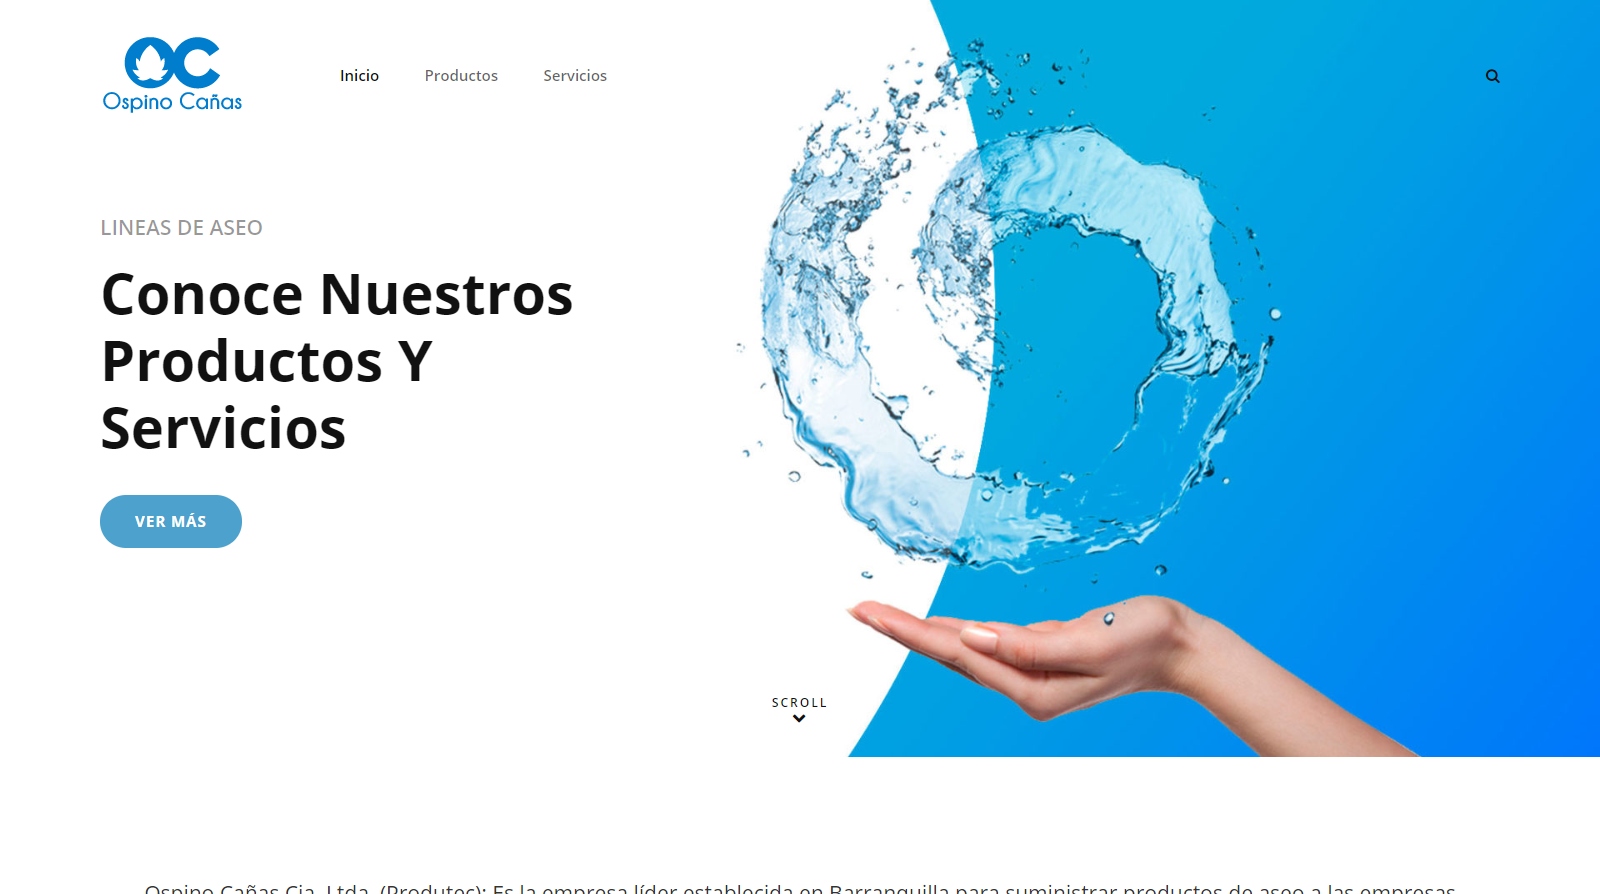 OC
Ospino Cañas
Inicio
Productos
Servicios
LINEAS DE ASEO
Conoce Nuestros
Productos Y
Servicios
VER MÁS
SCROLL
Ospino Cañas Cia. Ltda. (Produtec): Es la empresa líder establecida en Barranquilla para suministrar productos de aseo a las empresas